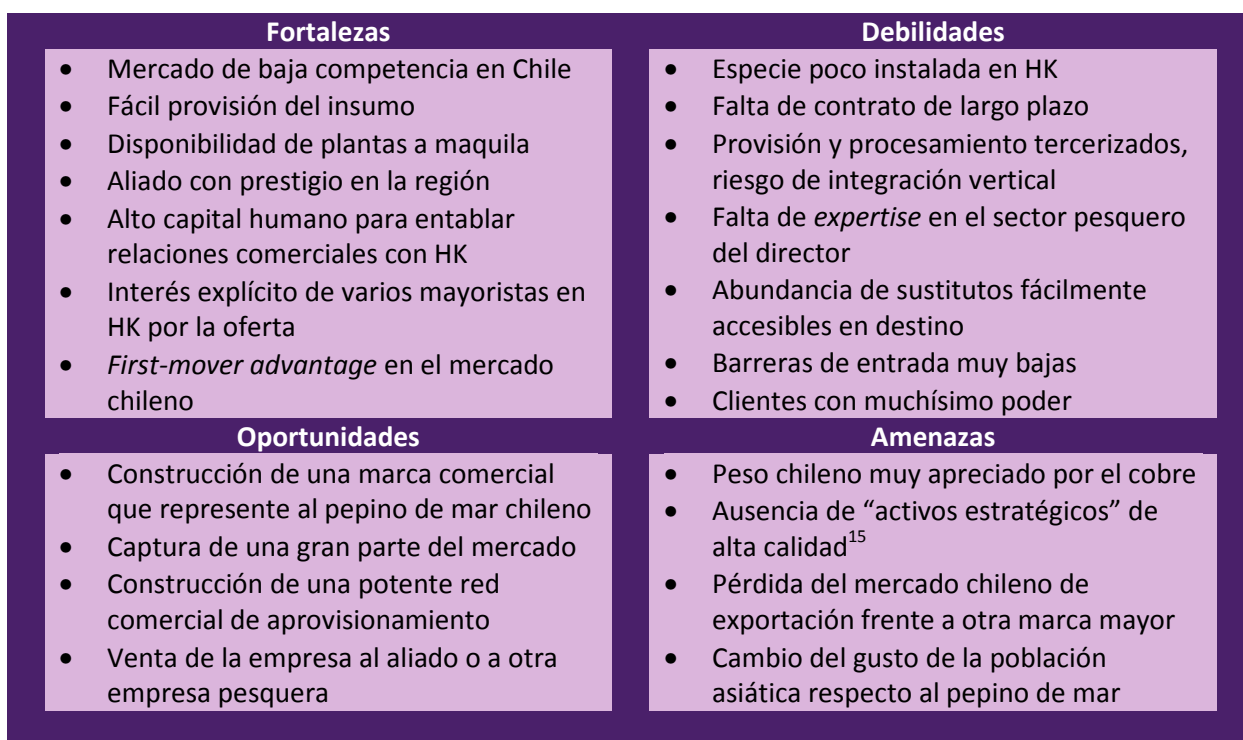 Fortalezas
• Mercado de baja competencia en Chile
• Fácil provisión del insumo
• Disponibilidad de plantas a maquila
• Aliado con prestigio en la región
• Alto capital humano para entablar
relaciones comerciales con HK
• Interés explícito de varios mayoristas en
HK por la oferta
• First-mover advantage en el mercado
chileno
Debilidades
• Especie poco instalada en HK
• Falta de contrato de largo plazo
• Provisión y procesamiento tercerizados,
riesgo de integración vertical
• Falta de expertise en el sector pesquero
del director
• Abundancia de sustitutos fácilmente
accesibles en destino
• Barreras de entrada muy bajas
• Clientes con muchísimo poder
Oportunidades
• Construcción de una marca comercial
que represente al pepino de mar chileno
• Captura de una gran parte del mercado
• Construcción de una potente red
comercial de aprovisionamiento
• Venta de la empresa al aliado o a otra
empresa pesquera
Amenazas
• Peso chileno muy apreciado por el cobre
• Ausencia de “activos estratégicos” de
alta calidad15
• Pérdida del mercado chileno de
exportación frente a otra marca mayor
• Cambio del gusto de la población
asiática respecto al pepino de mar